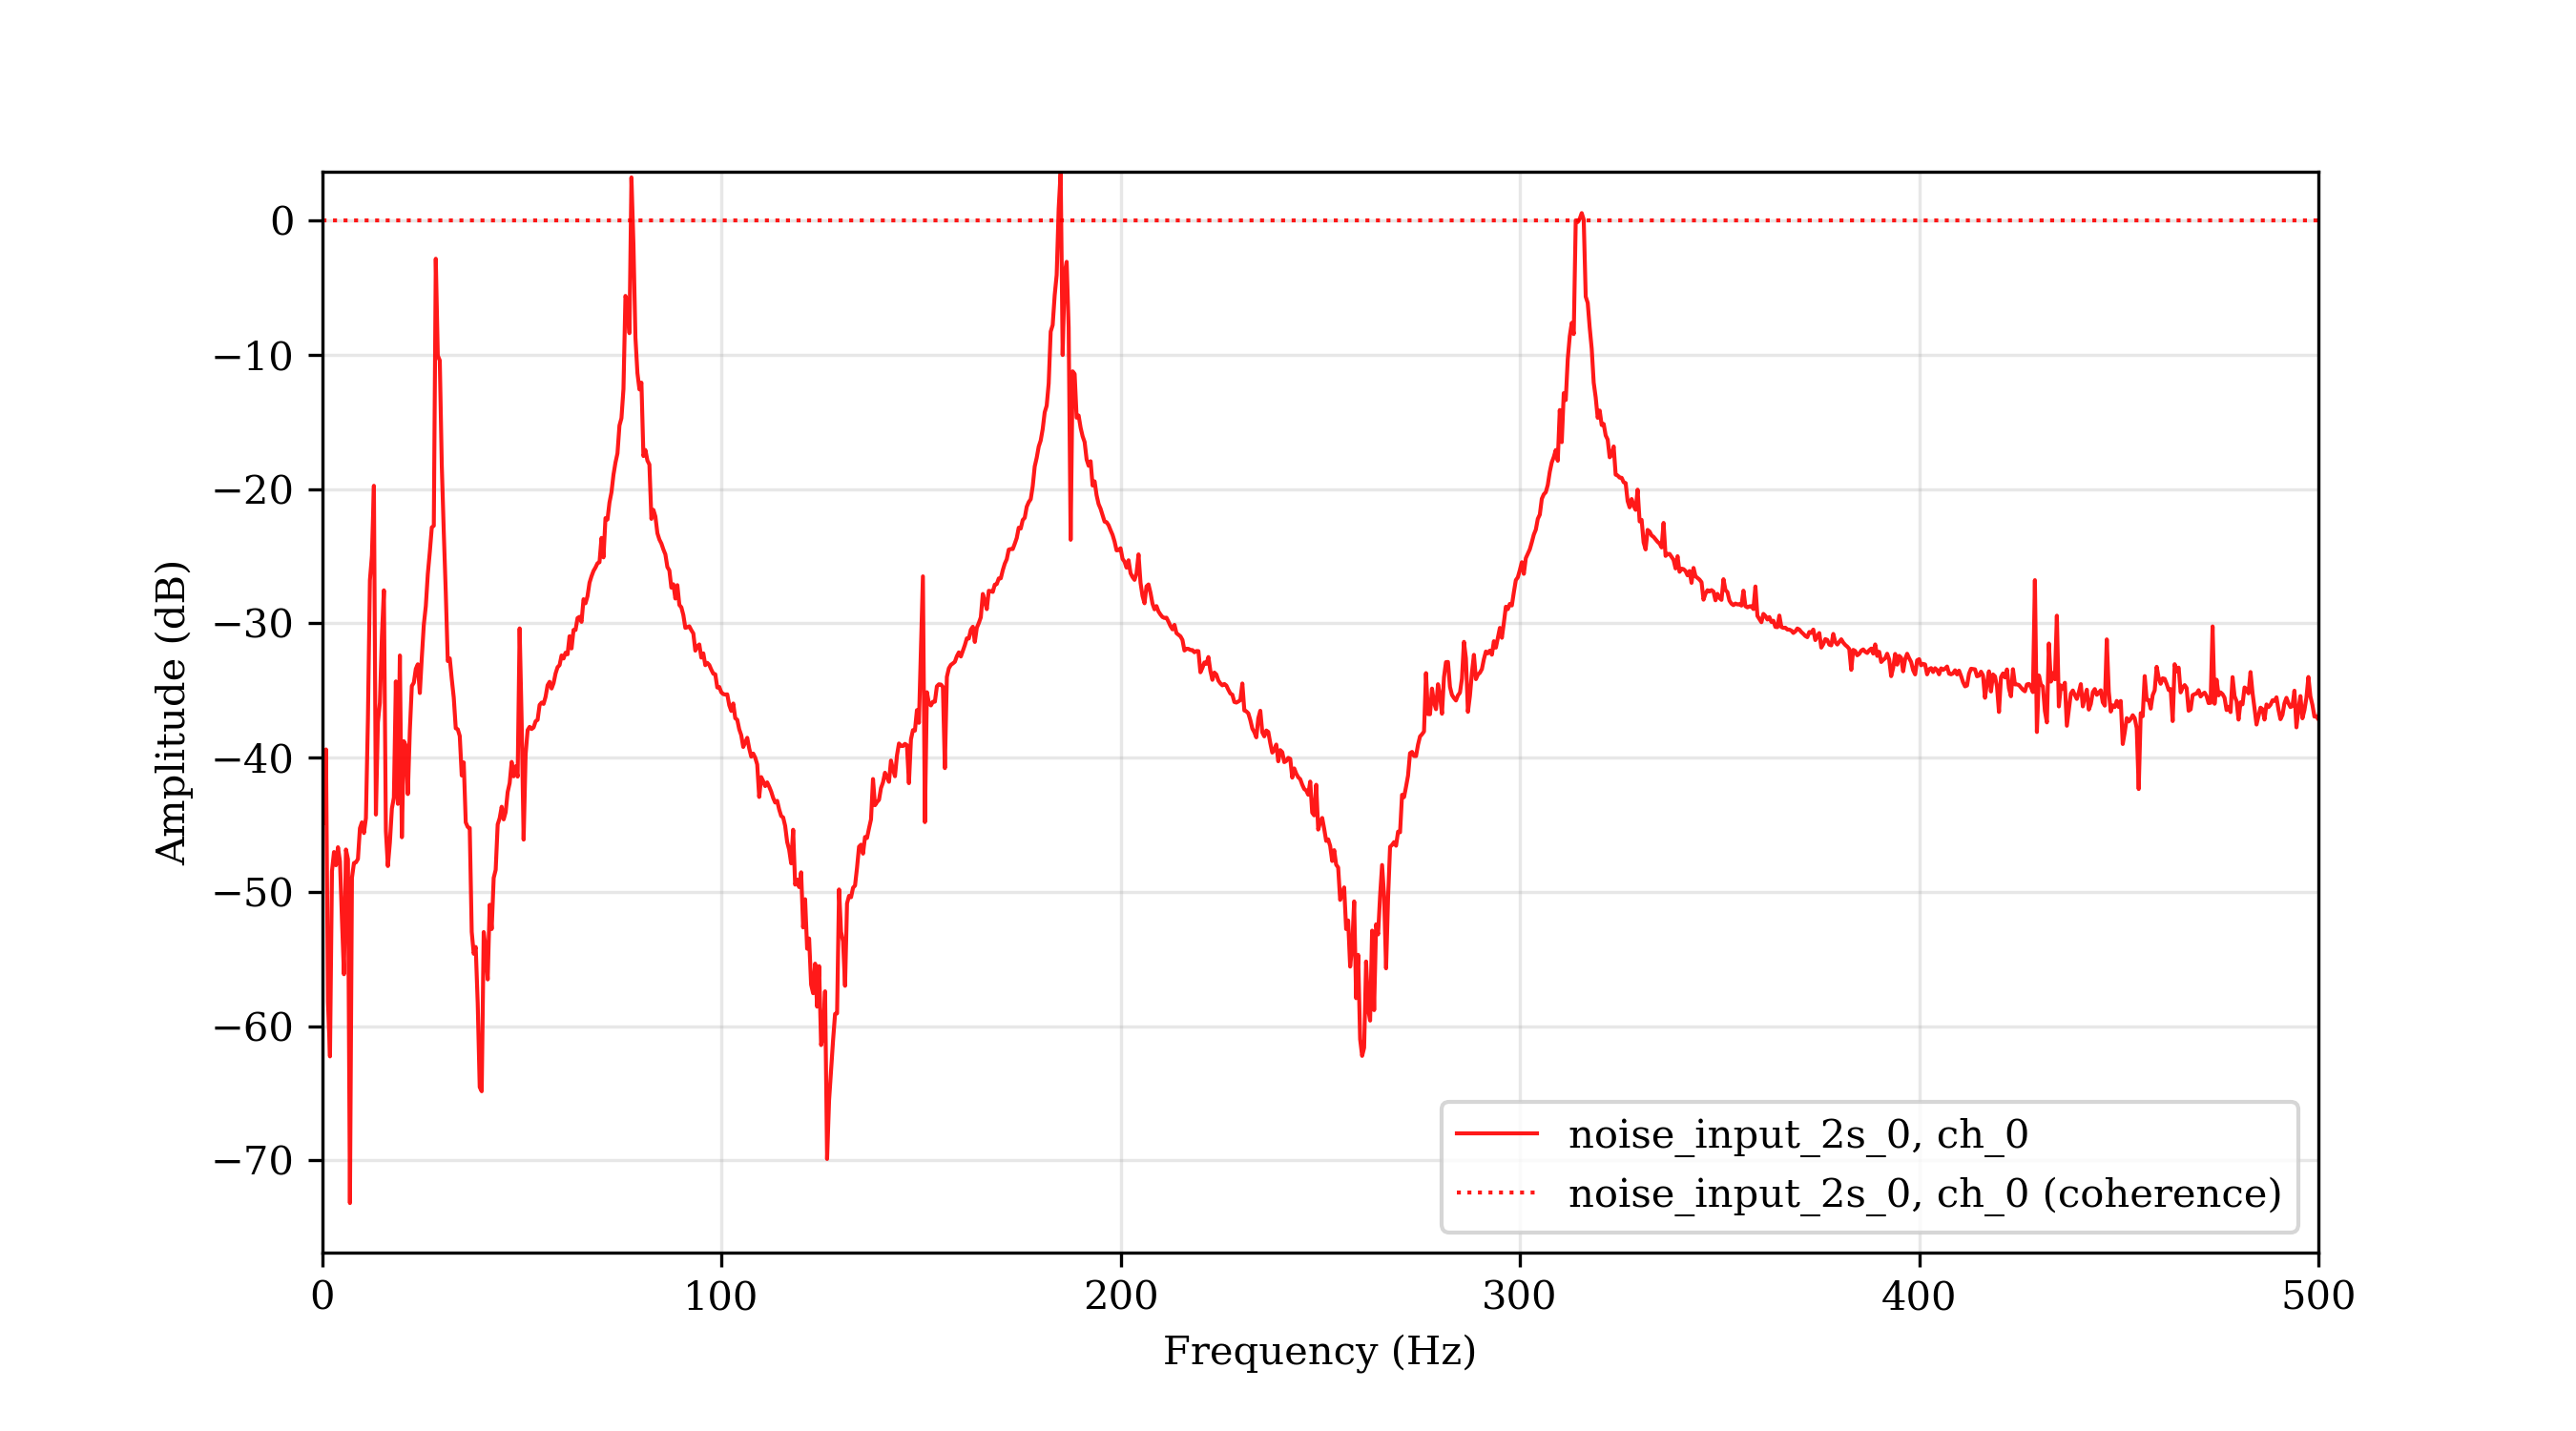 0
−10
−20
−30
−40
−50
−60
−70
Amplitude (dB)
noise_input_2s_0, ch_0
noise_input_2s_0, ch_0 (coherence)
0 100 200 300 400 500
Frequency (Hz)